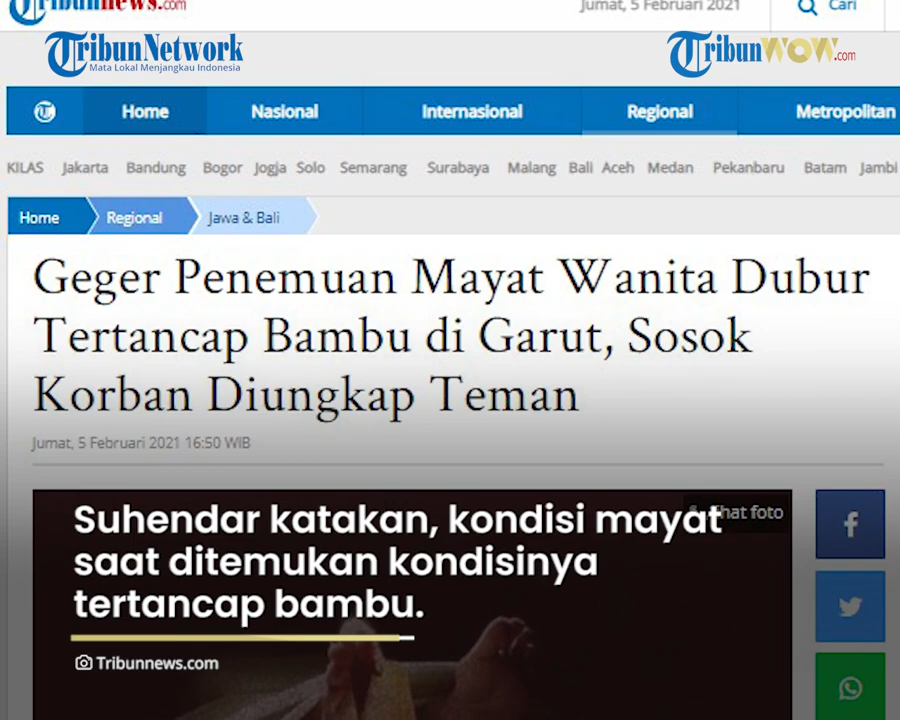 Tribunnews.com
Jumat, 5 Februari 2021
Cari
TribunNetwork
Mata Lokal Menjangkau Indonesia
TribunWOW.com
Home Nasional Internasional Regional Metropolitan
KILAS Jakarta Bandung Bogor Jogja Solo Semarang Surabaya Malang Bali Aceh Medan Pekanbaru Batam Jambi
Home Regional Jawa & Bali
Geger Penemuan Mayat Wanita Dubur
Tertancap Bambu di Garut, Sosok
Korban Diungkap Teman
Jumat, 5 Februari 2021 16:50 WIB
Suhendar katakan, kondisi mayat
hat foto
saat ditemukan kondisinya
tertancap bambu.
Tribunnews.com